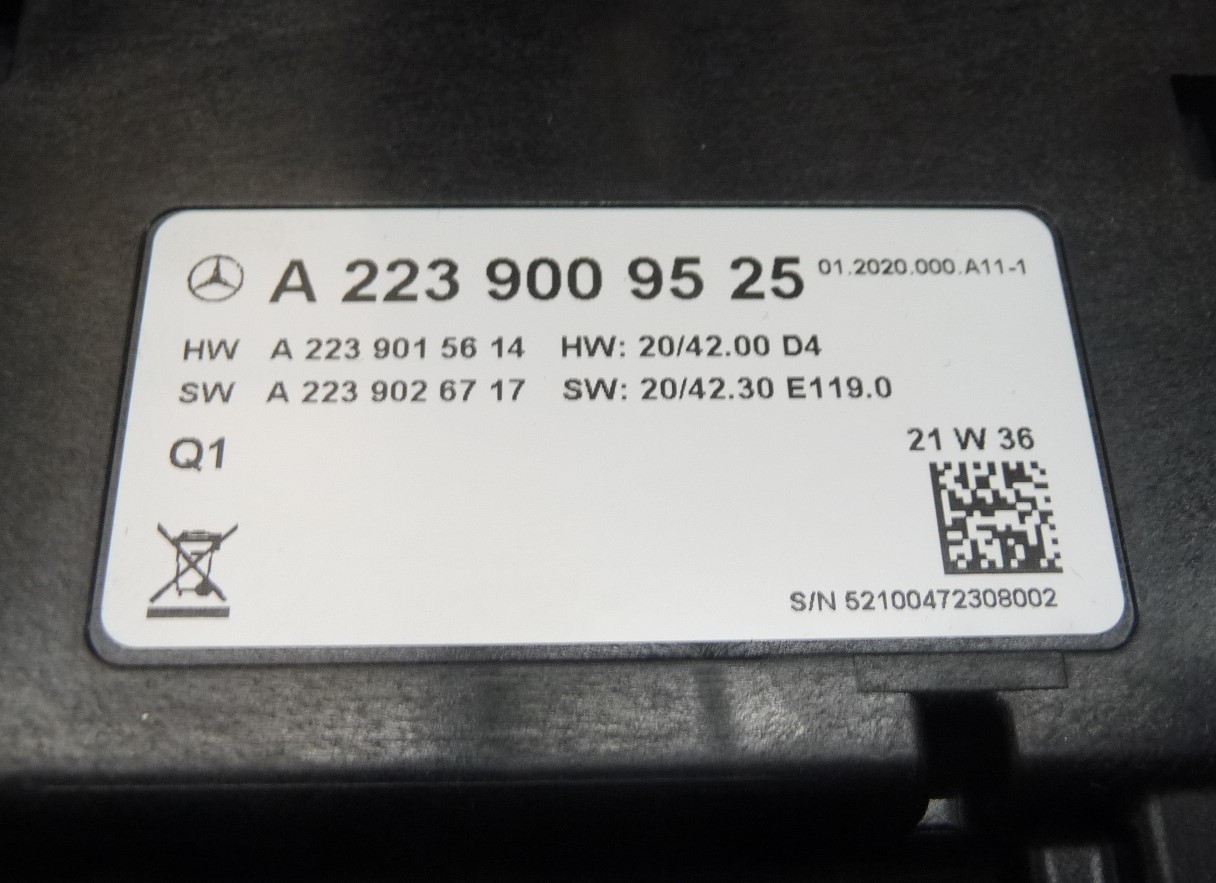 A 223 900 95 25 01.2020.000.A11-1
HW A 223 901 56 14 HW: 20/42.00 D4
SW A 223 902 67 17 SW: 20/42.30 E119.0
Q1
21 W 36
S/N 52100472308002